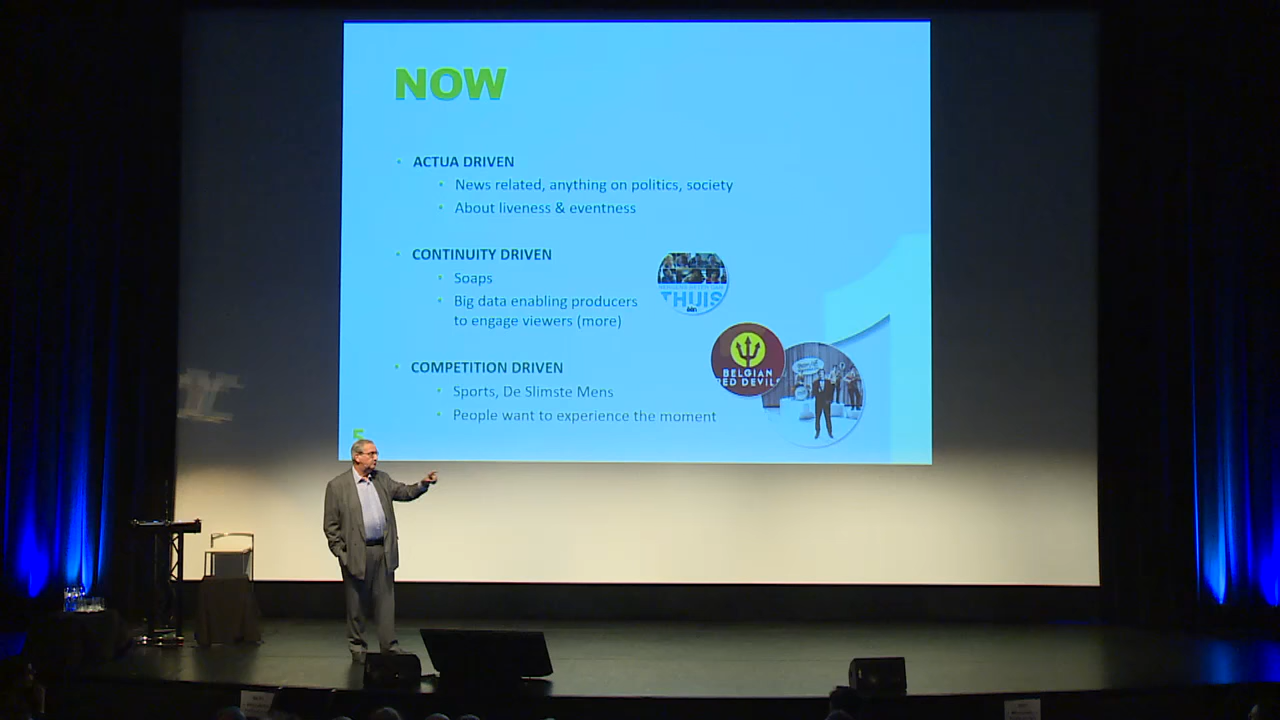 NOW
ACTUA DRIVEN
News related, anything on politics, society
About liveness & eventness
CONTINUITY DRIVEN
Soaps
Big data enabling producers
to engage viewers (more)
THUIS
één
COMPETITION DRIVEN
BELGIAN
RED DEVILS
Sports, De Slimste Mens
People want to experience the moment
5